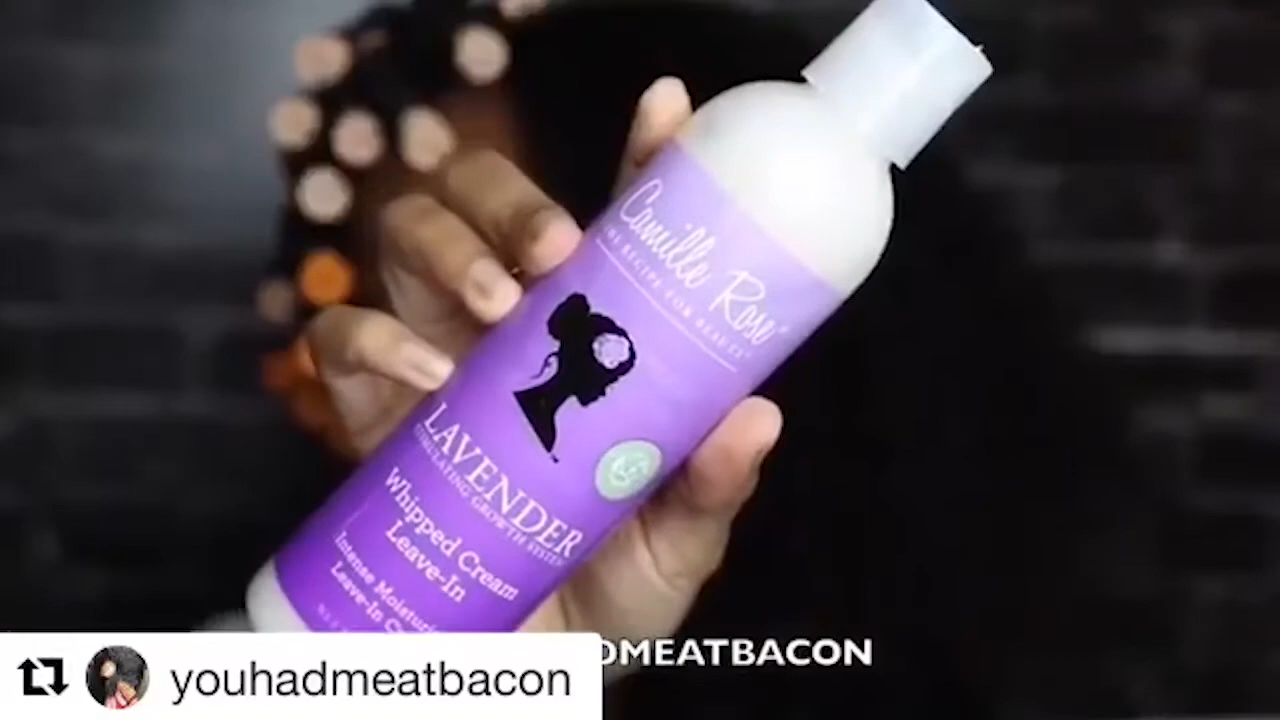 Camille Rose
THE RECIPE FOR BEAUTY
LAVENDER
STIMULATING GROWTH SYSTEM
Whipped Cream
Leave-In
Intense
Leave-In
DMEATBACON
youhadmeatbacon